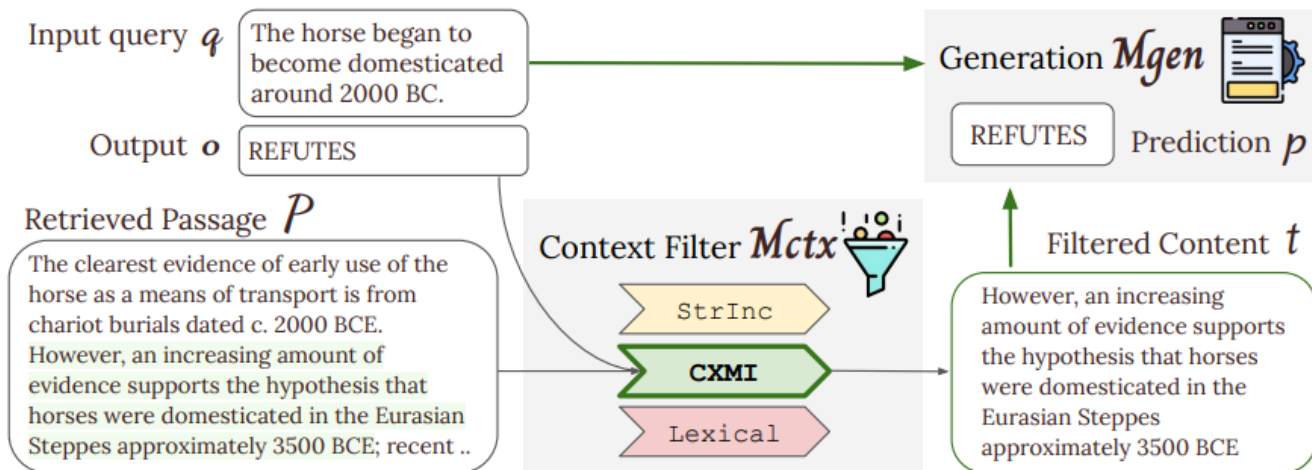 Input query q
The horse began to
become domesticated
around 2000 BC.
Output o
REFUTES
Retrieved Passage P
The clearest evidence of early use of the
horse as a means of transport is from
chariot burials dated c. 2000 BCE.
However, an increasing amount of
evidence supports the hypothesis that
horses were domesticated in the Eurasian
Steppes approximately 3500 BCE; recent ..
Context Filter Mctx
StrInc
CXMI
Lexical
Generation Mgen
REFUTES
Prediction p
Filtered Content t
However, an increasing
amount of evidence supports
the hypothesis that horses
were domesticated in the
Eurasian Steppes
approximately 3500 BCE